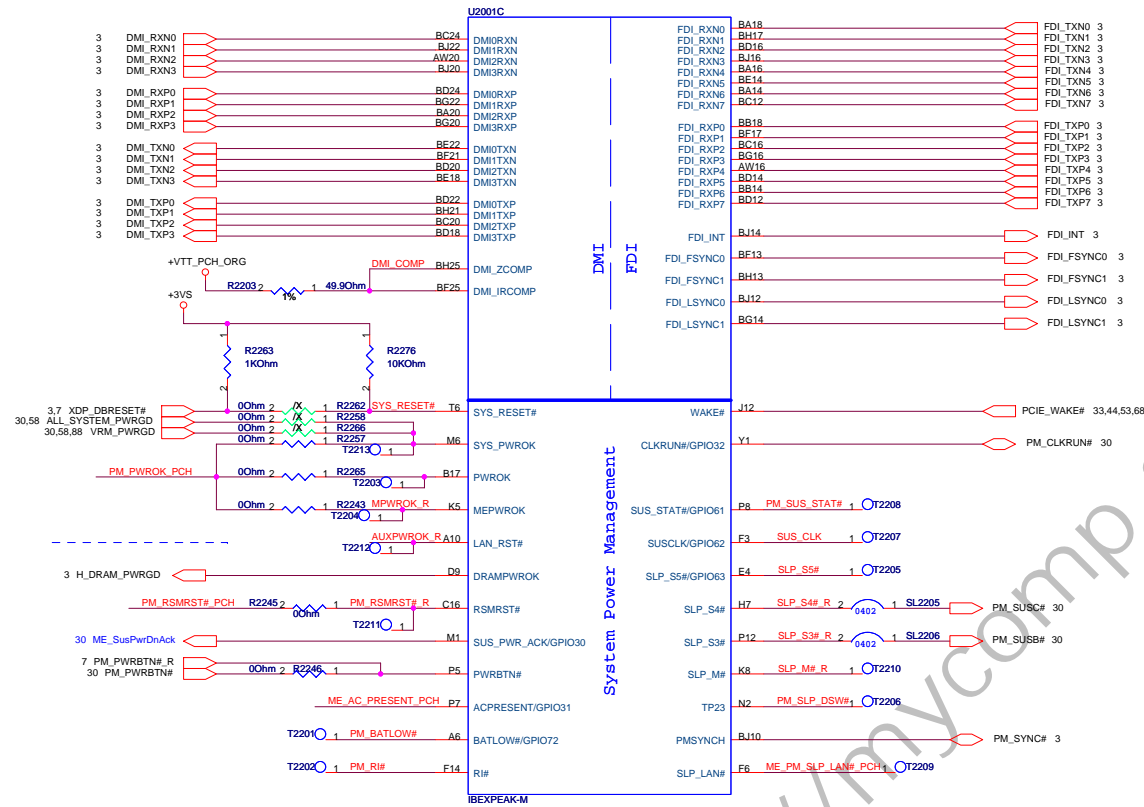 U2001C
3 DMI_RXN0 BC24 DMI0RXN
3 DMI_RXN1 BJ22 DMI1RXN
3 DMI_RXN2 AW20 DMI2RXN
3 DMI_RXN3 BJ20 DMI3RXN
3 DMI_RXP0 BD24 DMI0RXP
3 DMI_RXP1 BG22 DMI1RXP
3 DMI_RXP2 BA20 DMI2RXP
3 DMI_RXP3 BG20 DMI3RXP
3 DMI_TXN0 BE22 DMI0TXN
3 DMI_TXN1 BF21 DMI1TXN
3 DMI_TXN2 BD20 DMI2TXN
3 DMI_TXN3 BE18 DMI3TXN
3 DMI_TXP0 BD22 DMI0TXP
3 DMI_TXP1 BH21 DMI1TXP
3 DMI_TXP2 BC20 DMI2TXP
3 DMI_TXP3 BD18 DMI3TXP
+VTT_PCH_ORG
DMI_COMP BH25 DMI_ZCOMP
R2203 2 1% 1 49.9Ohm BF25 DMI_IRCOMP
+3VS
1 R2263 1KOhm 2
1 R2276 10KOhm 2
3,7 XDP_DBRESET# 0Ohm 2 /X 1 R2262 SYS_RESET# T6 SYS_RESET#
30,58 ALL_SYSTEM_PWRGD 0Ohm 2 /X 1 R2258
30,58,88 VRM_PWRGD 0Ohm 2 /X 1 R2266
0Ohm 2 1 R2257 M6 SYS_PWROK
T2213 1
PM_PWROK_PCH 0Ohm 2 1 R2265 B17 PWROK
T2203 1
0Ohm 2 1 R2243 MPWROK_R K5 MEPWROK
T2204 1
AUXPWROK_R A10 LAN_RST#
T2212 1
3 H_DRAM_PWRGD D9 DRAMPWROK
PM_RSMRST#_PCH R2245 2 0Ohm 1 PM_RSMRST#_R C16 RSMRST#
T2211 1
30 ME_SusPwrDnAck M1 SUS_PWR_ACK/GPIO30
7 PM_PWRBTN#_R
30 PM_PWRBTN# 0Ohm 2 R2246 1 P5 PWRBTN#
ME_AC_PRESENT_PCH P7 ACPRESENT/GPIO31
T2201 1 PM_BATLOW# A6 BATLOW#/GPIO72
T2202 1 PM_RI# F14 RI#
IBEXPEAK-M
DMI
FDI
System Power Management
FDI_RXN0 BA18 FDI_TXN0 3
FDI_RXN1 BH17 FDI_TXN1 3
FDI_RXN2 BD16 FDI_TXN2 3
FDI_RXN3 BJ16 FDI_TXN3 3
FDI_RXN4 BA16 FDI_TXN4 3
FDI_RXN5 BE14 FDI_TXN5 3
FDI_RXN6 BA14 FDI_TXN6 3
FDI_RXN7 BC12 FDI_TXN7 3
FDI_RXP0 BB18 FDI_TXP0 3
FDI_RXP1 BF17 FDI_TXP1 3
FDI_RXP2 BC16 FDI_TXP2 3
FDI_RXP3 BG16 FDI_TXP3 3
FDI_RXP4 AW16 FDI_TXP4 3
FDI_RXP5 BD14 FDI_TXP5 3
FDI_RXP6 BB14 FDI_TXP6 3
FDI_RXP7 BD12 FDI_TXP7 3
FDI_INT BJ14 FDI_INT 3
FDI_FSYNC0 BF13 FDI_FSYNC0 3
FDI_FSYNC1 BH13 FDI_FSYNC1 3
FDI_LSYNC0 BJ12 FDI_LSYNC0 3
FDI_LSYNC1 BG14 FDI_LSYNC1 3
WAKE# J12 PCIE_WAKE# 33,44,53,68
CLKRUN#/GPIO32 Y1 PM_CLKRUN# 30
SUS_STAT#/GPIO61 P8 PM_SUS_STAT# 1 T2208
SUSCLK/GPIO62 F3 SUS_CLK 1 T2207
SLP_S5#/GPIO63 E4 SLP_S5# 1 T2205
SLP_S4# H7 SLP_S4#_R 2 0402 1 SL2205 PM_SUSC# 30
SLP_S3# P12 SLP_S3#_R 2 0402 1 SL2206 PM_SUSB# 30
SLP_M# K8 SLP_M#_R 1 T2210
TP23 N2 PM_SLP_DSW# 1 T2206
PMSYNCH BJ10 PM_SYNC# 3
SLP_LAN# F6 ME_PM_SLP_LAN#_PCH 1 T2209
//mycomp